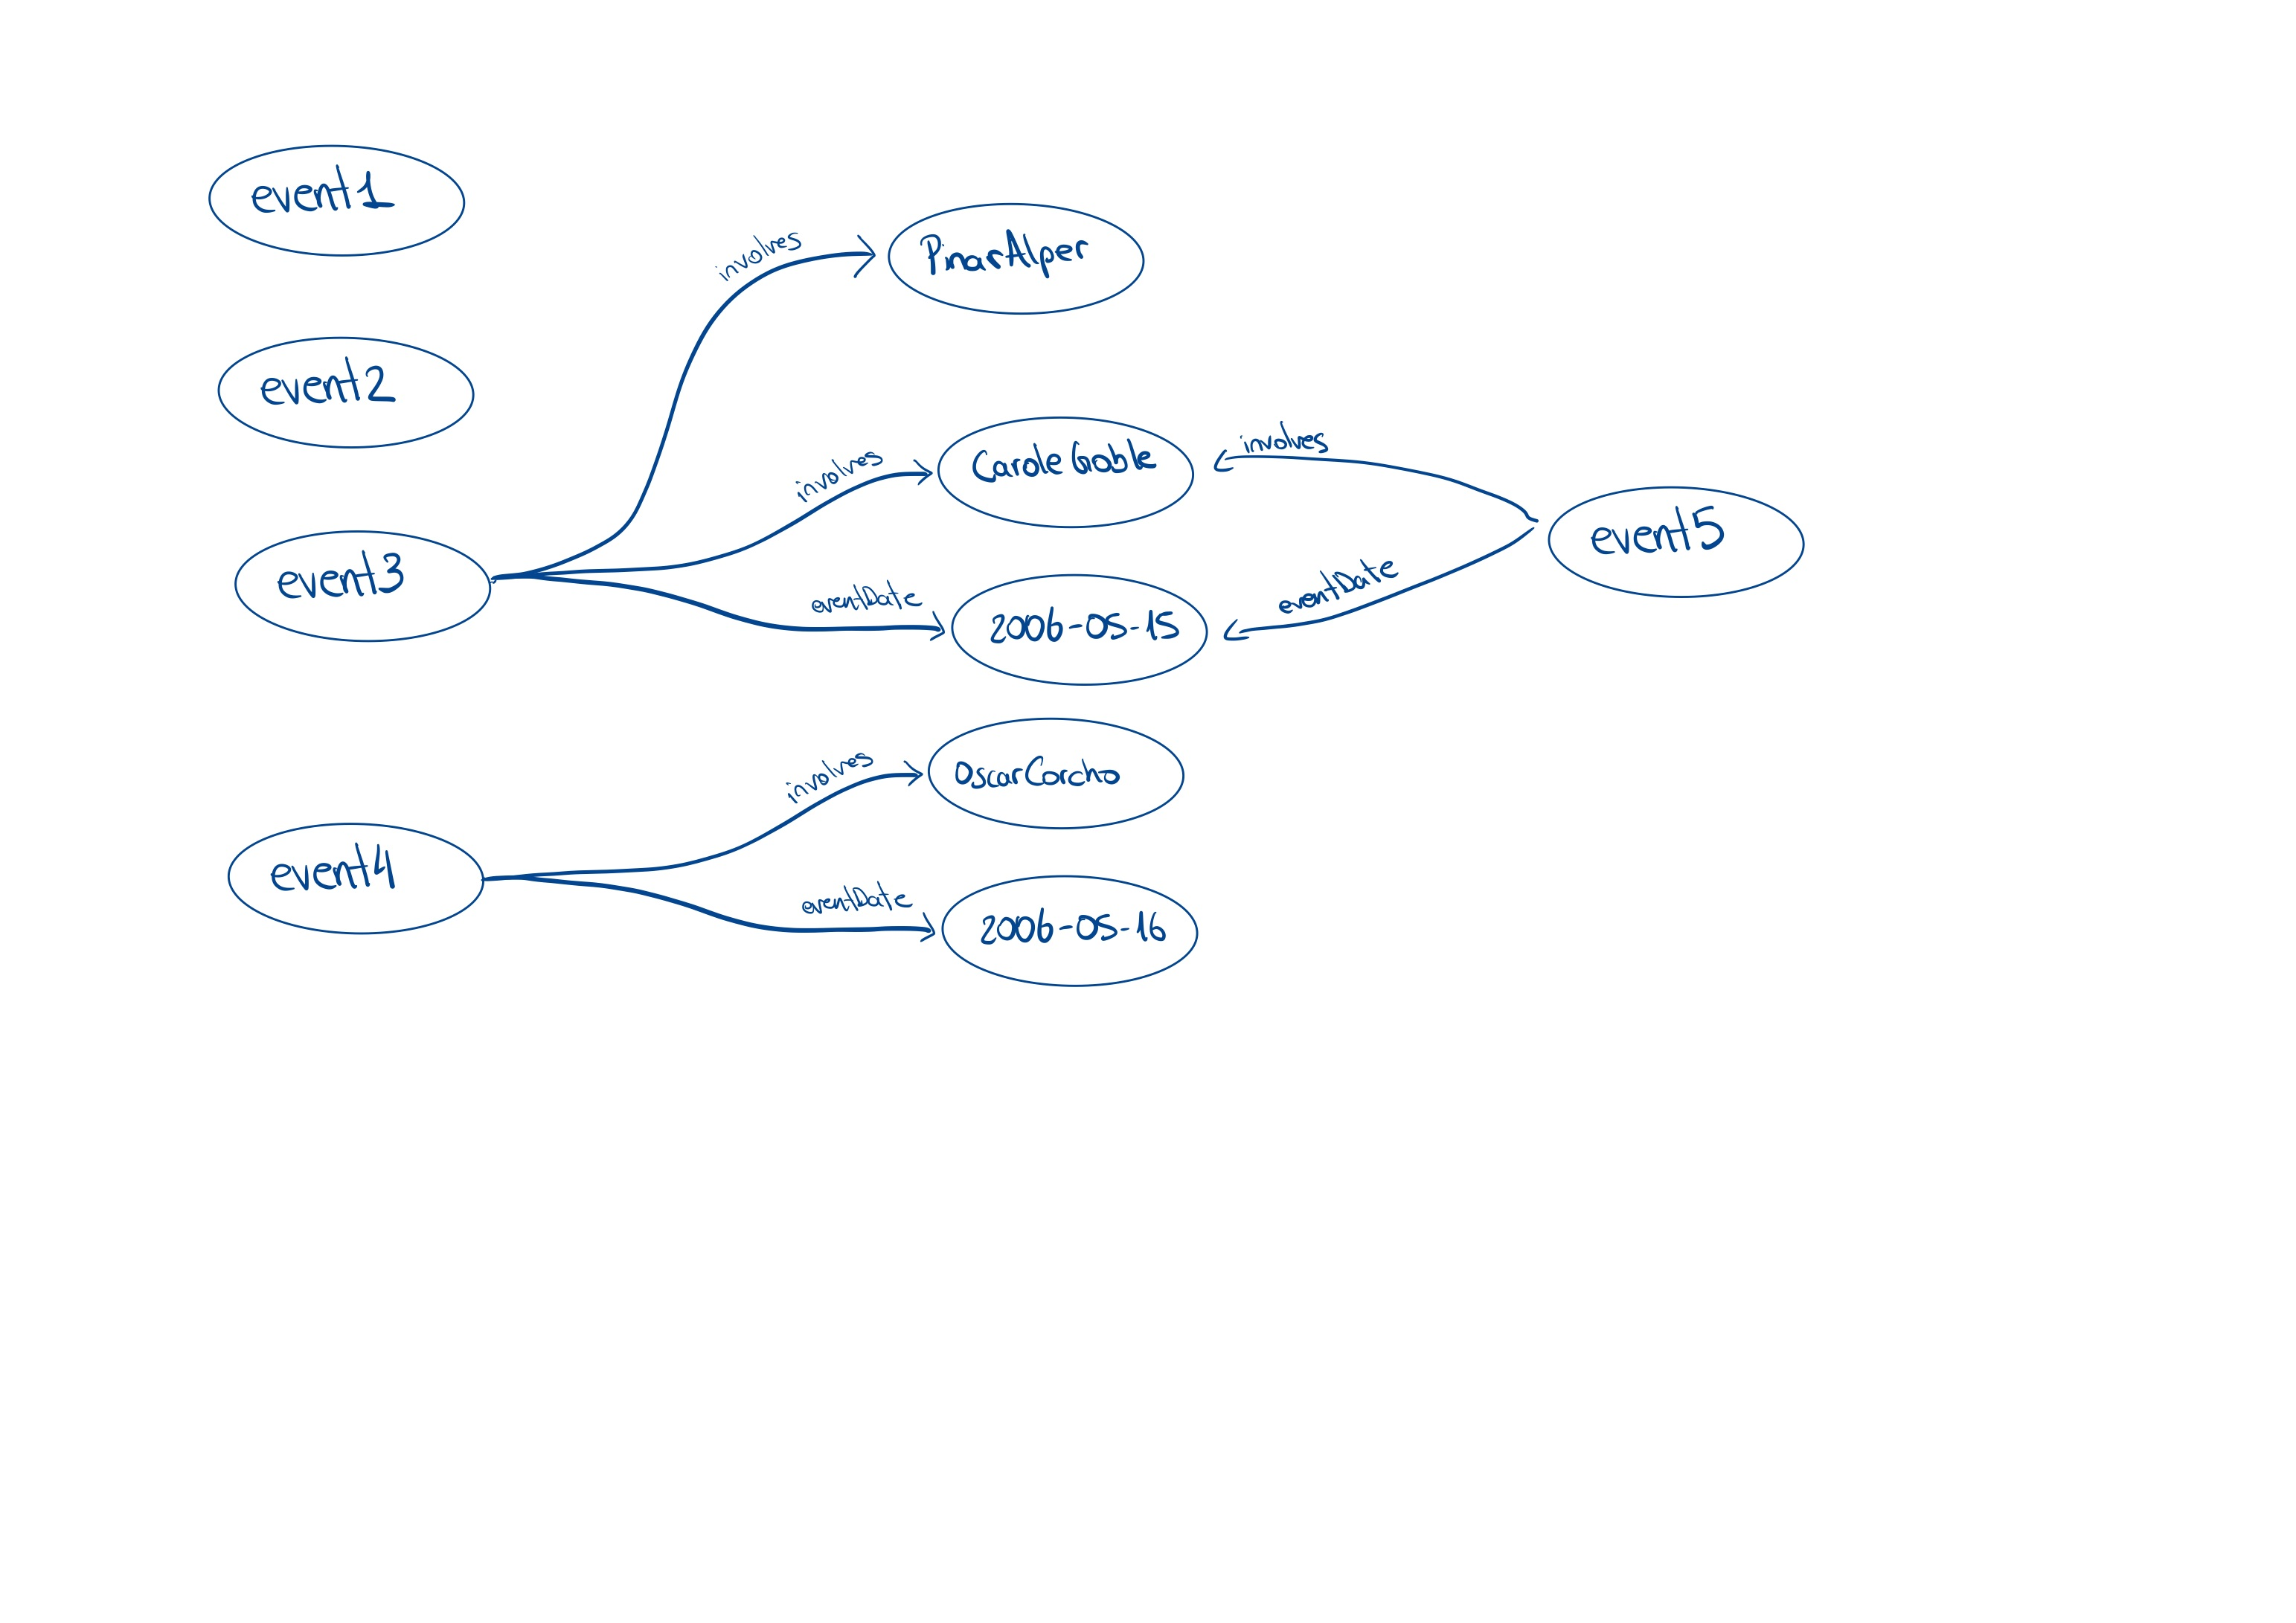 event1
involves
PinarAlper
event2
involves
CaroleGoble
involves
event5
event3
eventDate
2006-05-15
eventDate
involves
OscarCorcho
event4
eventDate
2006-05-16